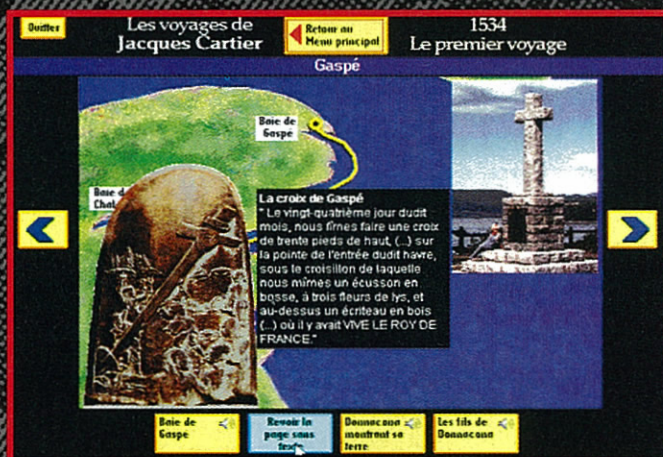 Quitter
Les voyages de
Jacques Cartier
Retour au
Menu principal
1534
Le premier voyage
Gaspé
Baie de
Gaspé
Baie d
Chal
La croix de Gaspé
" Le vingt-quatrième jour dudit
mois, nous fîmes faire une croix
de trente pieds de haut, (...) sur
la pointe de l'entrée dudit havre,
sous le croisillon de laquelle
nous mîmes un écusson en
bosse, à trois fleurs de lys, et
au-dessus un écriteau en bois
(...) où il y avait VIVE LE ROY DE
FRANCE."
Baie de
Gaspé
Revoir la
page sans
texte
Donnacona
montrant sa
terre
Les fils de
Donnacona